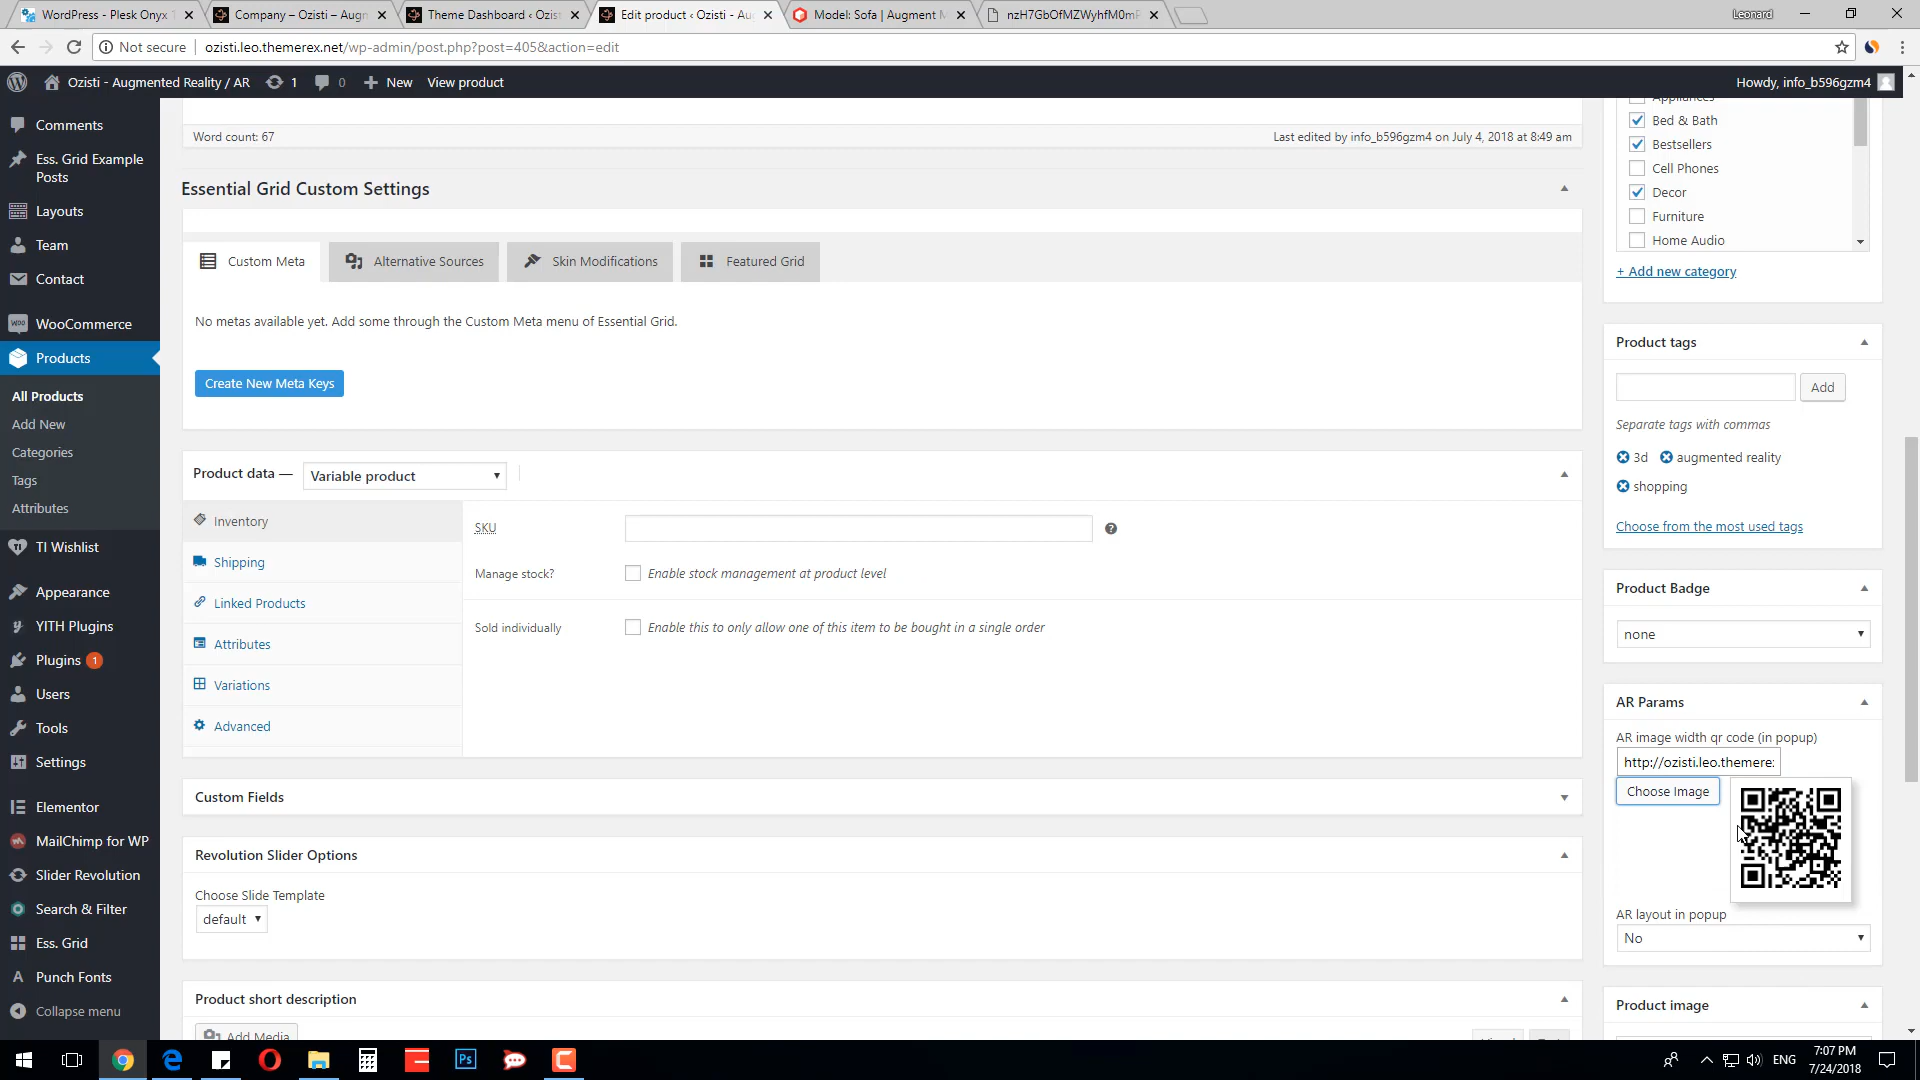 WordPress - Plesk Onyx
Company – Ozisti – Augm
Theme Dashboard ‹ Ozist
Edit product ‹ Ozisti - Au
Model: Sofa | Augment M
nzH7GbOfMZWyhfM0m
Leonard
Not secure
ozisti.leo.themerex.net/wp-admin/post.php?post=405&action=edit
Ozisti - Augmented Reality / AR
1
0
New
View product
Howdy, info_b596gzm4
Comments
Ess. Grid Example
Posts
Layouts
Team
Contact
WooCommerce
Products
All Products
Add New
Categories
Tags
Attributes
TI Wishlist
Appearance
YITH Plugins
Plugins 1
Users
Tools
Settings
Elementor
MailChimp for WP
Slider Revolution
Search & Filter
Ess. Grid
Punch Fonts
Collapse menu
Word count: 67
Last edited by info_b596gzm4 on July 4, 2018 at 8:49 am
Essential Grid Custom Settings
Custom Meta
Alternative Sources
Skin Modifications
Featured Grid
No metas available yet. Add some through the Custom Meta menu of Essential Grid.
Create New Meta Keys
Product data —
Variable product
Inventory
Shipping
Linked Products
Attributes
Variations
Advanced
SKU
Manage stock?
Enable stock management at product level
Sold individually
Enable this to only allow one of this item to be bought in a single order
Custom Fields
Revolution Slider Options
Choose Slide Template
default
Product short description
Add Media
Appliances
Bed & Bath
Bestsellers
Cell Phones
Decor
Furniture
Home Audio
+ Add new category
Product tags
Add
Separate tags with commas
3d
augmented reality
shopping
Choose from the most used tags
Product Badge
none
AR Params
AR image width qr code (in popup)
http://ozisti.leo.themere
Choose Image
AR layout in popup
No
Product image
Ps
ENG
7:07 PM
7/24/2018